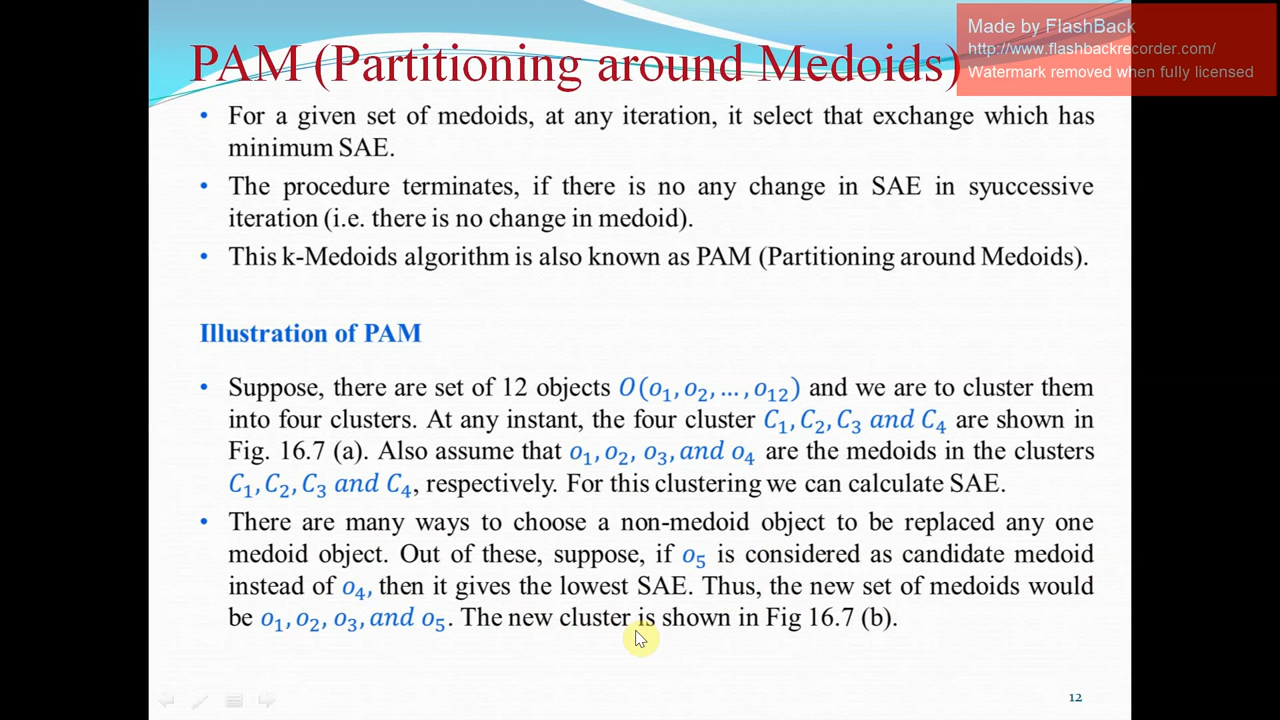 PAM (Partitioning around Medoids)
Made by FlashBack
http://www.flashbackrecorder.com/
Watermark removed when fully licensed
• For a given set of medoids, at any iteration, it select that exchange which has
minimum SAE.
• The procedure terminates, if there is no any change in SAE in syuccessive
iteration (i.e. there is no change in medoid).
• This k-Medoids algorithm is also known as PAM (Partitioning around Medoids).
Illustration of PAM
• Suppose, there are set of 12 objects O(o₁, o₂, … , o₁₂) and we are to cluster them
into four clusters. At any instant, the four cluster C₁, C₂, C₃ and C₄ are shown in
Fig. 16.7 (a). Also assume that o₁, o₂, o₃, and o₄ are the medoids in the clusters
C₁, C₂, C₃ and C₄, respectively. For this clustering we can calculate SAE.
• There are many ways to choose a non-medoid object to be replaced any one
medoid object. Out of these, suppose, if o₅ is considered as candidate medoid
instead of o₄, then it gives the lowest SAE. Thus, the new set of medoids would
be o₁, o₂, o₃, and o₅. The new cluster is shown in Fig 16.7 (b).
12